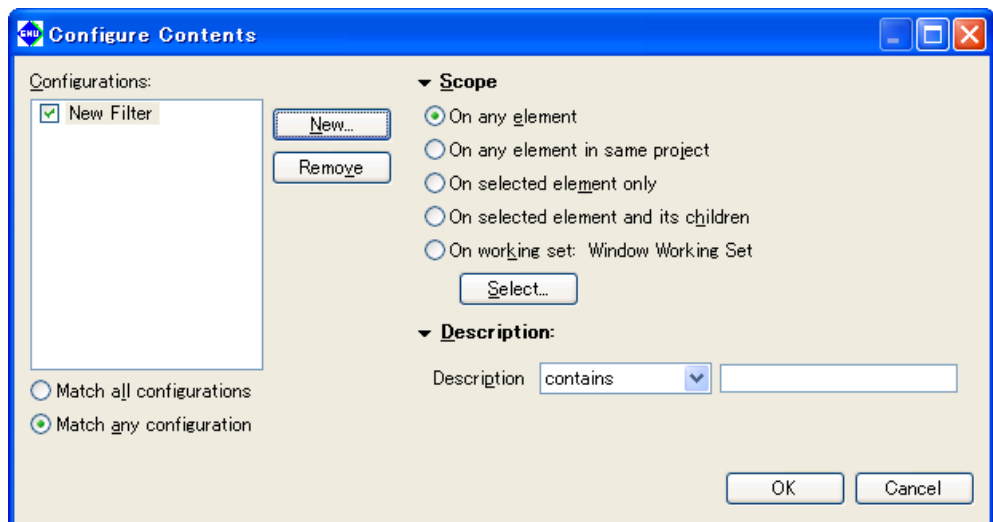 GNU Configure Contents
Configurations:
New Filter
New...
Remove
Match all configurations
Match any configuration
Scope
On any element
On any element in same project
On selected element only
On selected element and its children
On working set: Window Working Set
Select...
Description:
Description contains
OK Cancel